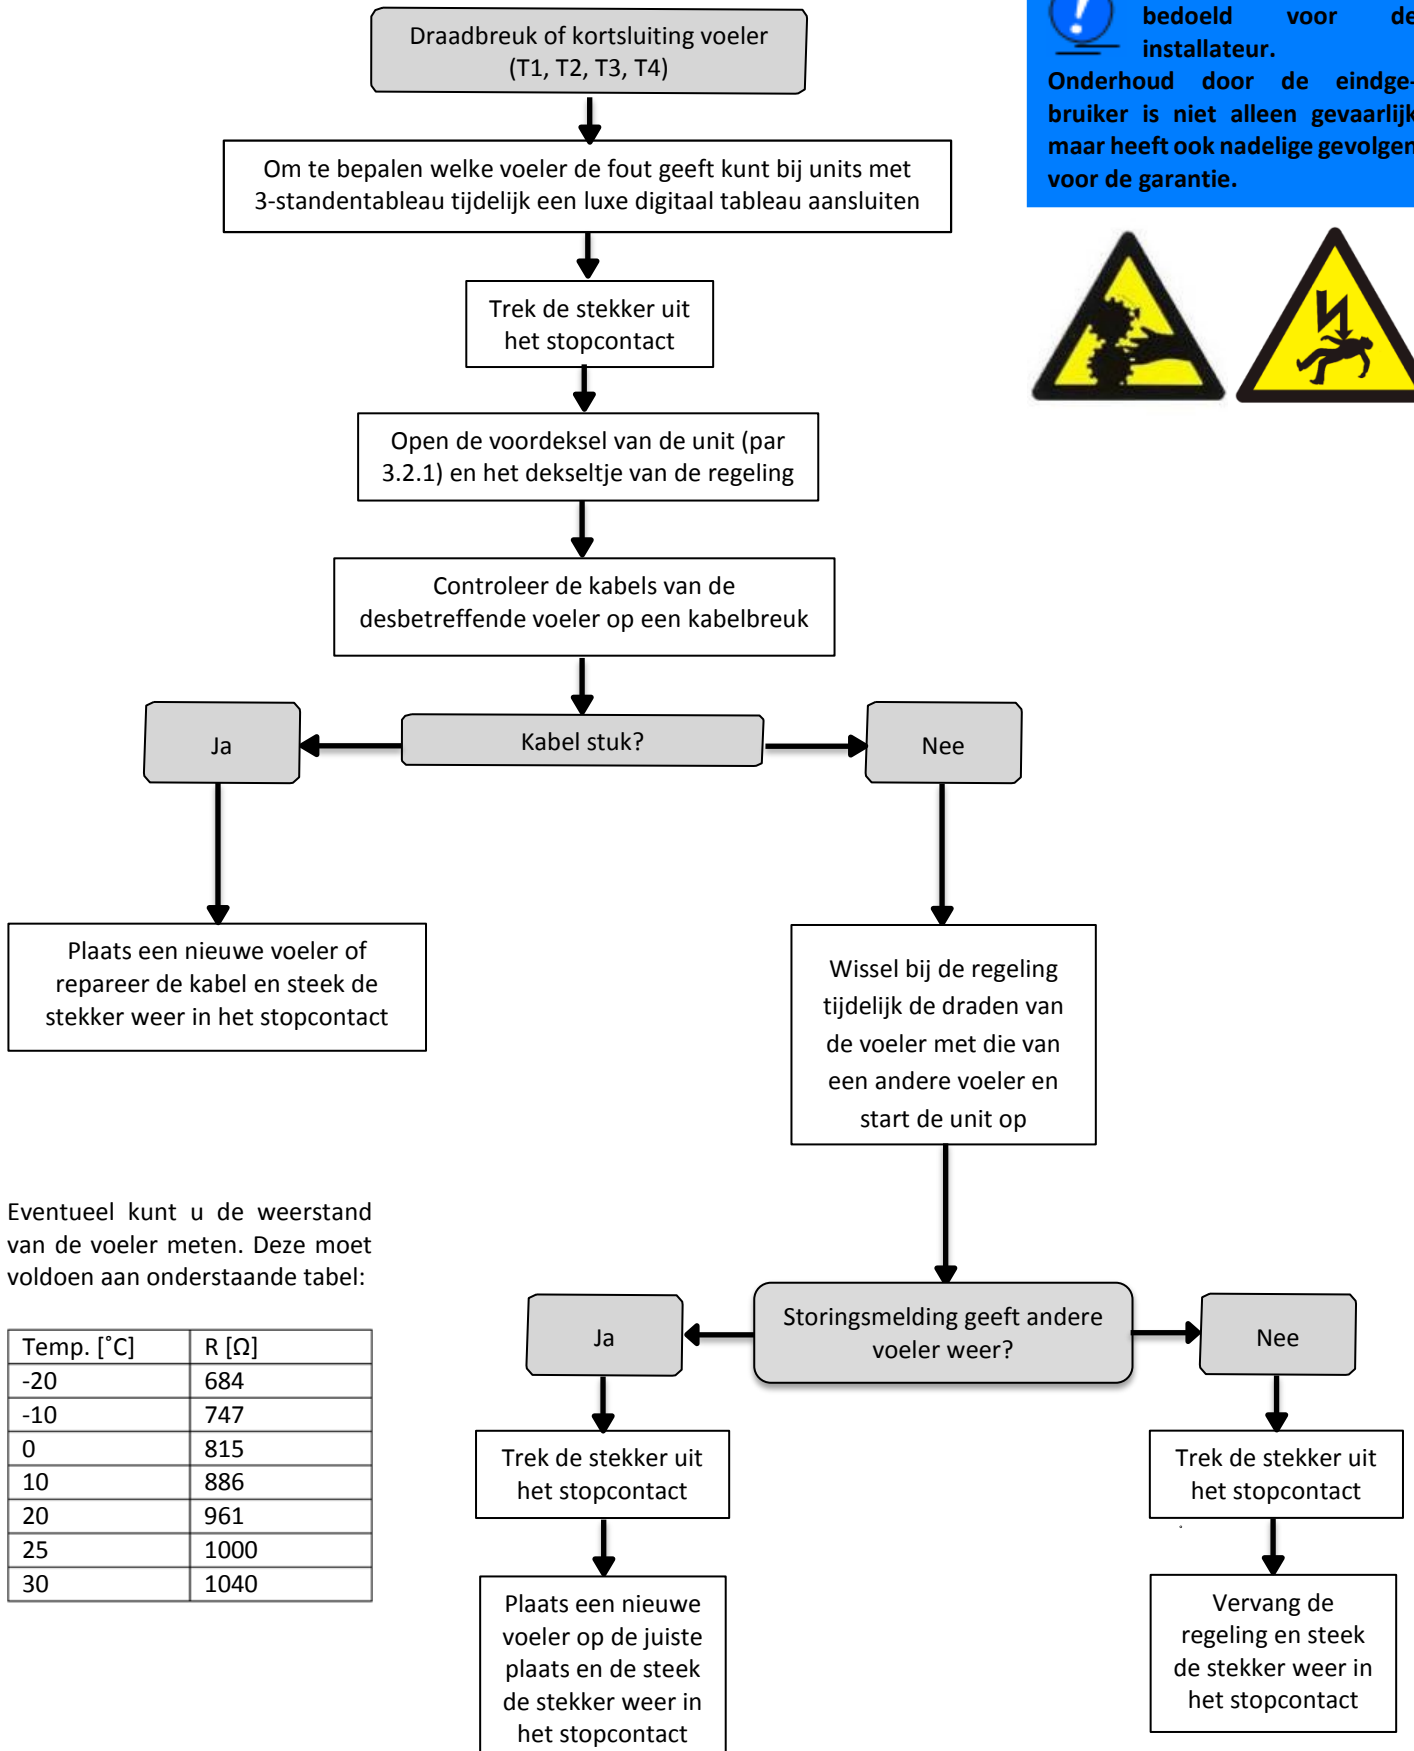 Draadbreuk of kortsluiting voeler
(T1, T2, T3, T4)
bedoeld voor de
installateur.
Onderhoud door de eindge-
bruiker is niet alleen gevaarlijk
maar heeft ook nadelige gevolgen
voor de garantie.
Om te bepalen welke voeler de fout geeft kunt bij units met
3-standentableau tijdelijk een luxe digitaal tableau aansluiten
Trek de stekker uit
het stopcontact
Open de voordeksel van de unit (par
3.2.1) en het dekseltje van de regeling
Controleer de kabels van de
desbetreffende voeler op een kabelbreuk
Ja
Kabel stuk?
Nee
Plaats een nieuwe voeler of
repareer de kabel en steek de
stekker weer in het stopcontact
Wissel bij de regeling
tijdelijk de draden van
de voeler met die van
een andere voeler en
start de unit op
Eventueel kunt u de weerstand
van de voeler meten. Deze moet
voldoen aan onderstaande tabel:
Temp. [˚C] R [Ω]
-20 684
-10 747
0 815
10 886
20 961
25 1000
30 1040
Ja
Storingsmelding geeft andere
voeler weer?
Nee
Trek de stekker uit
het stopcontact
Plaats een nieuwe
voeler op de juiste
plaats en de steek
de stekker weer in
het stopcontact
Trek de stekker uit
het stopcontact
Vervang de
regeling en steek
de stekker weer in
het stopcontact